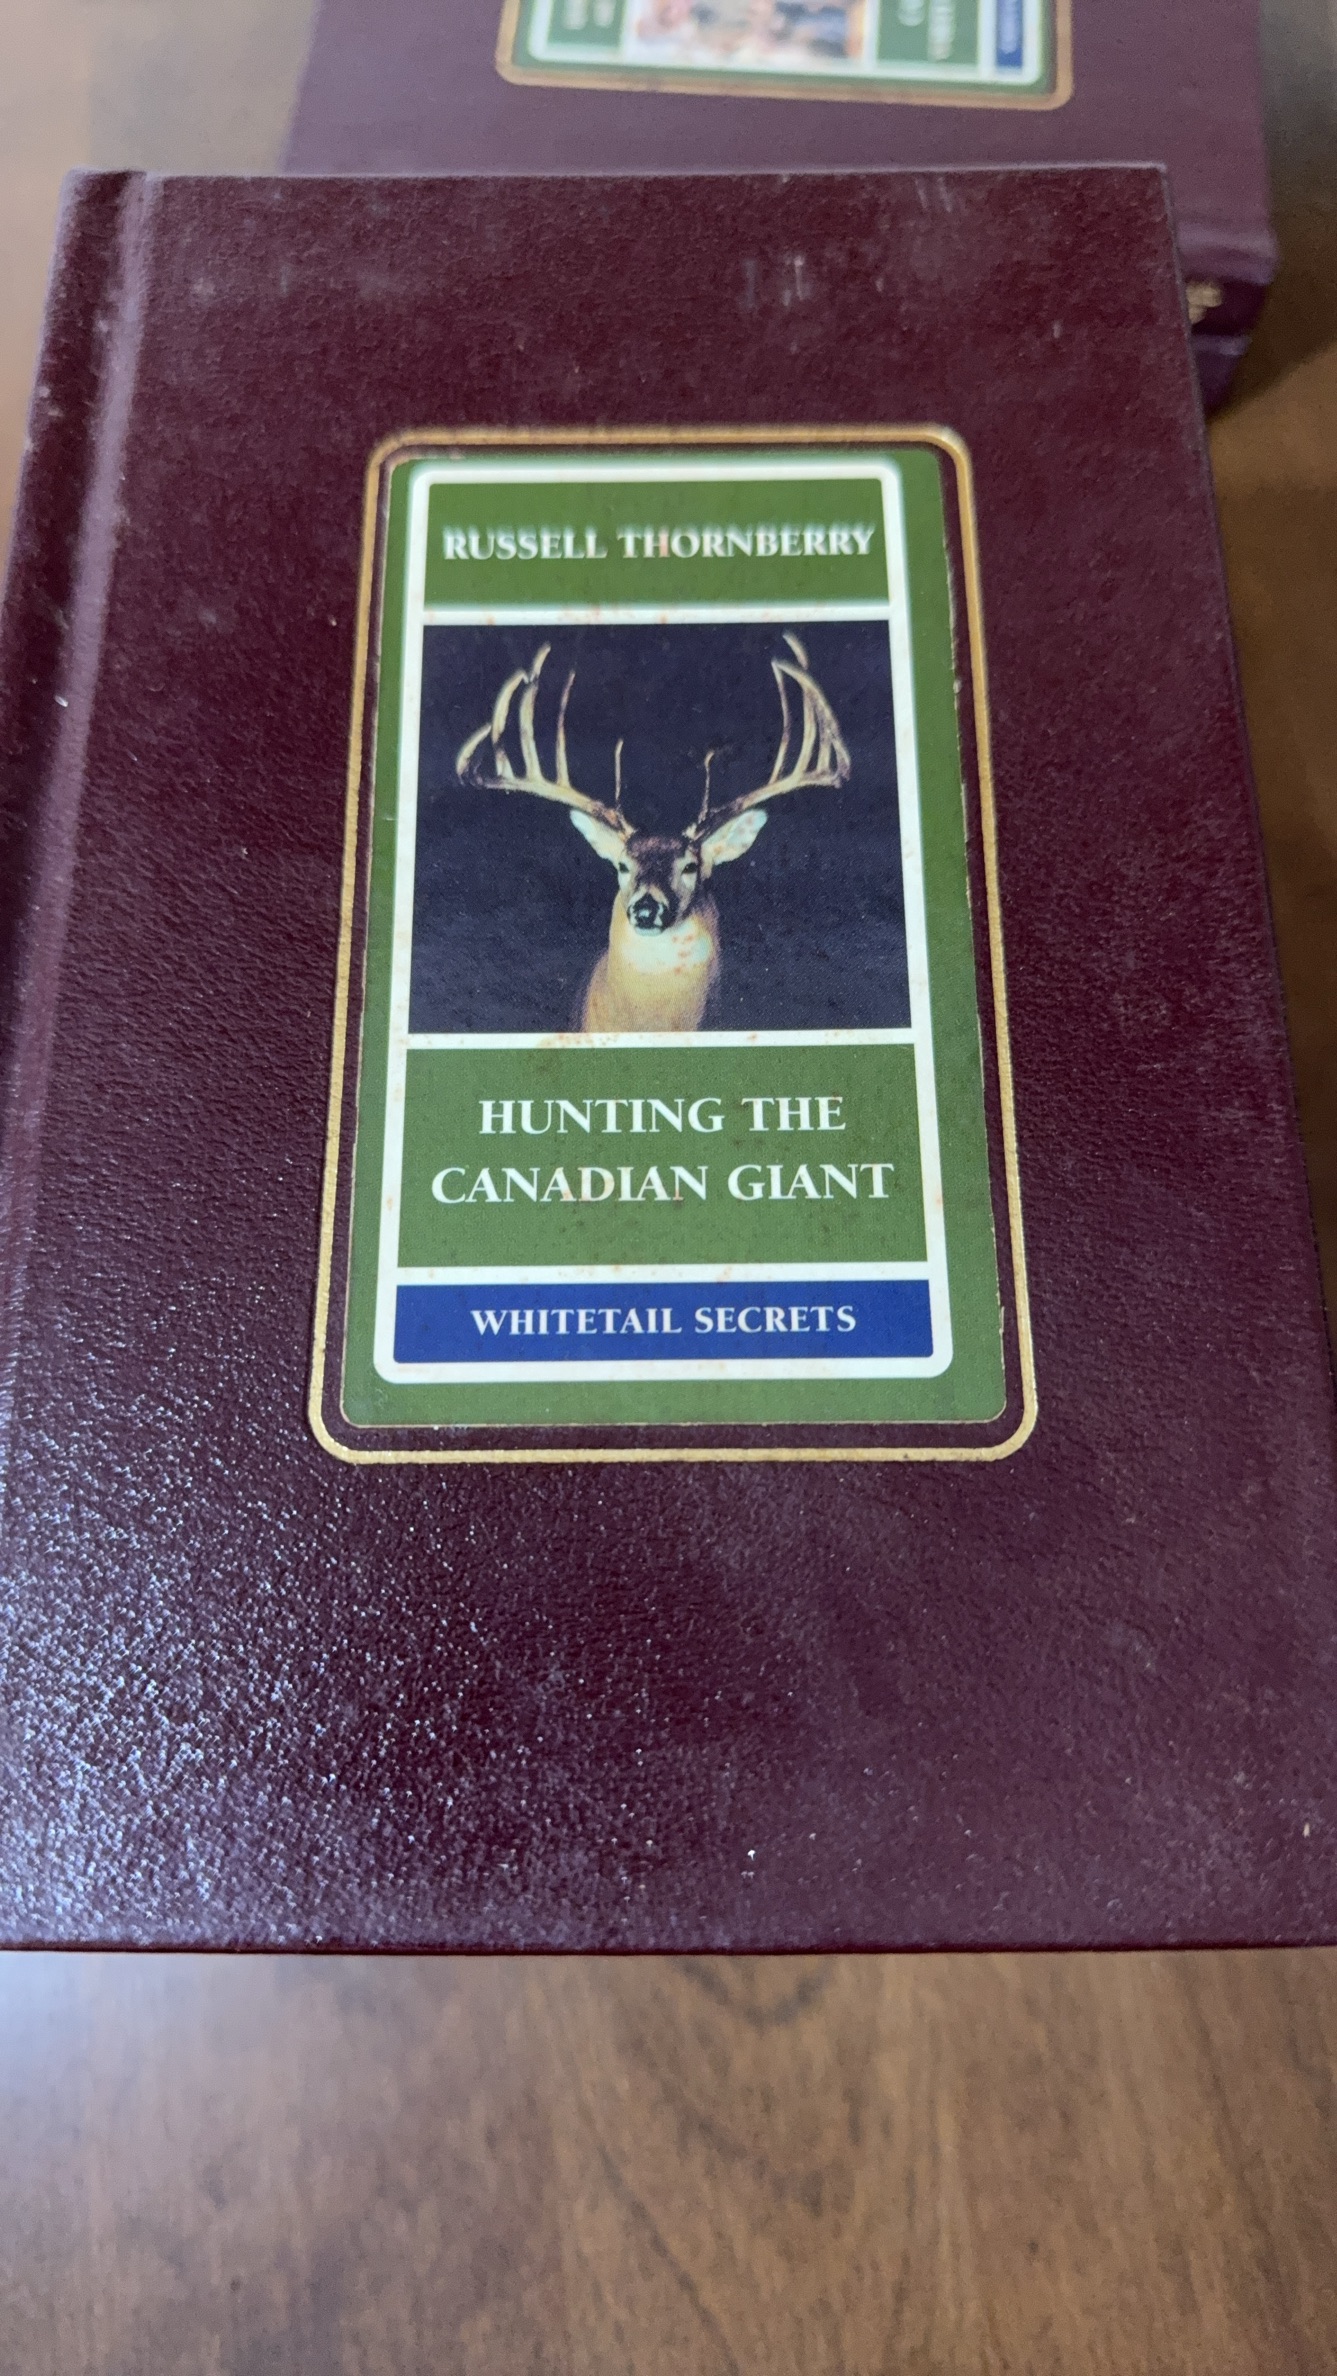 RUSSELL THORNBERRY
HUNTING THE
CANADIAN GIANT
WHITETAIL SECRETS